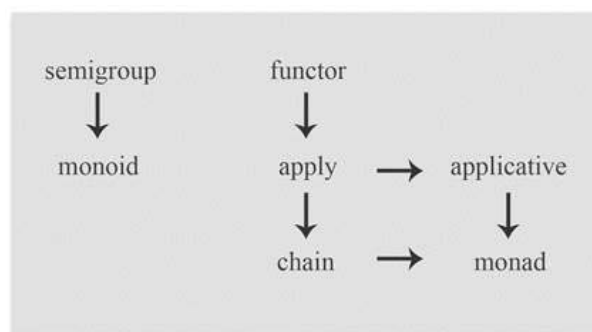 semigroup functor
monoid apply applicative
chain monad